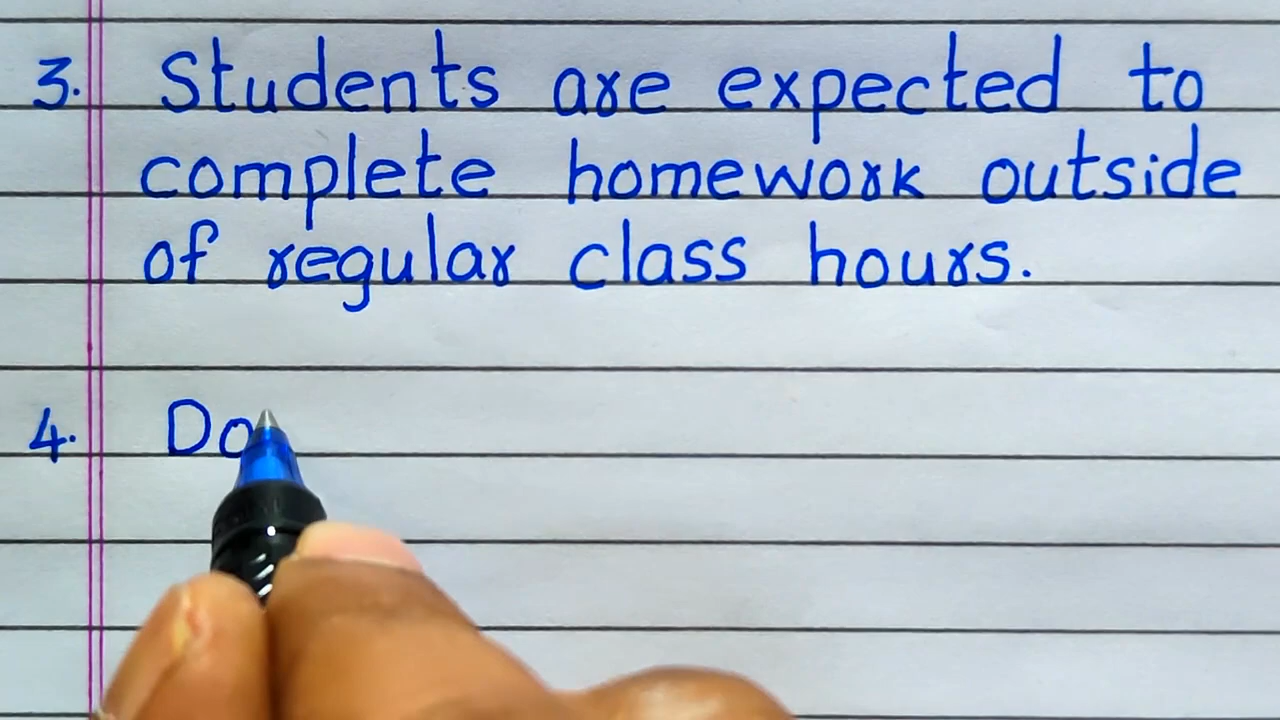 3. Students are expected to
complete homework outside
of regular class hours.
4. Do